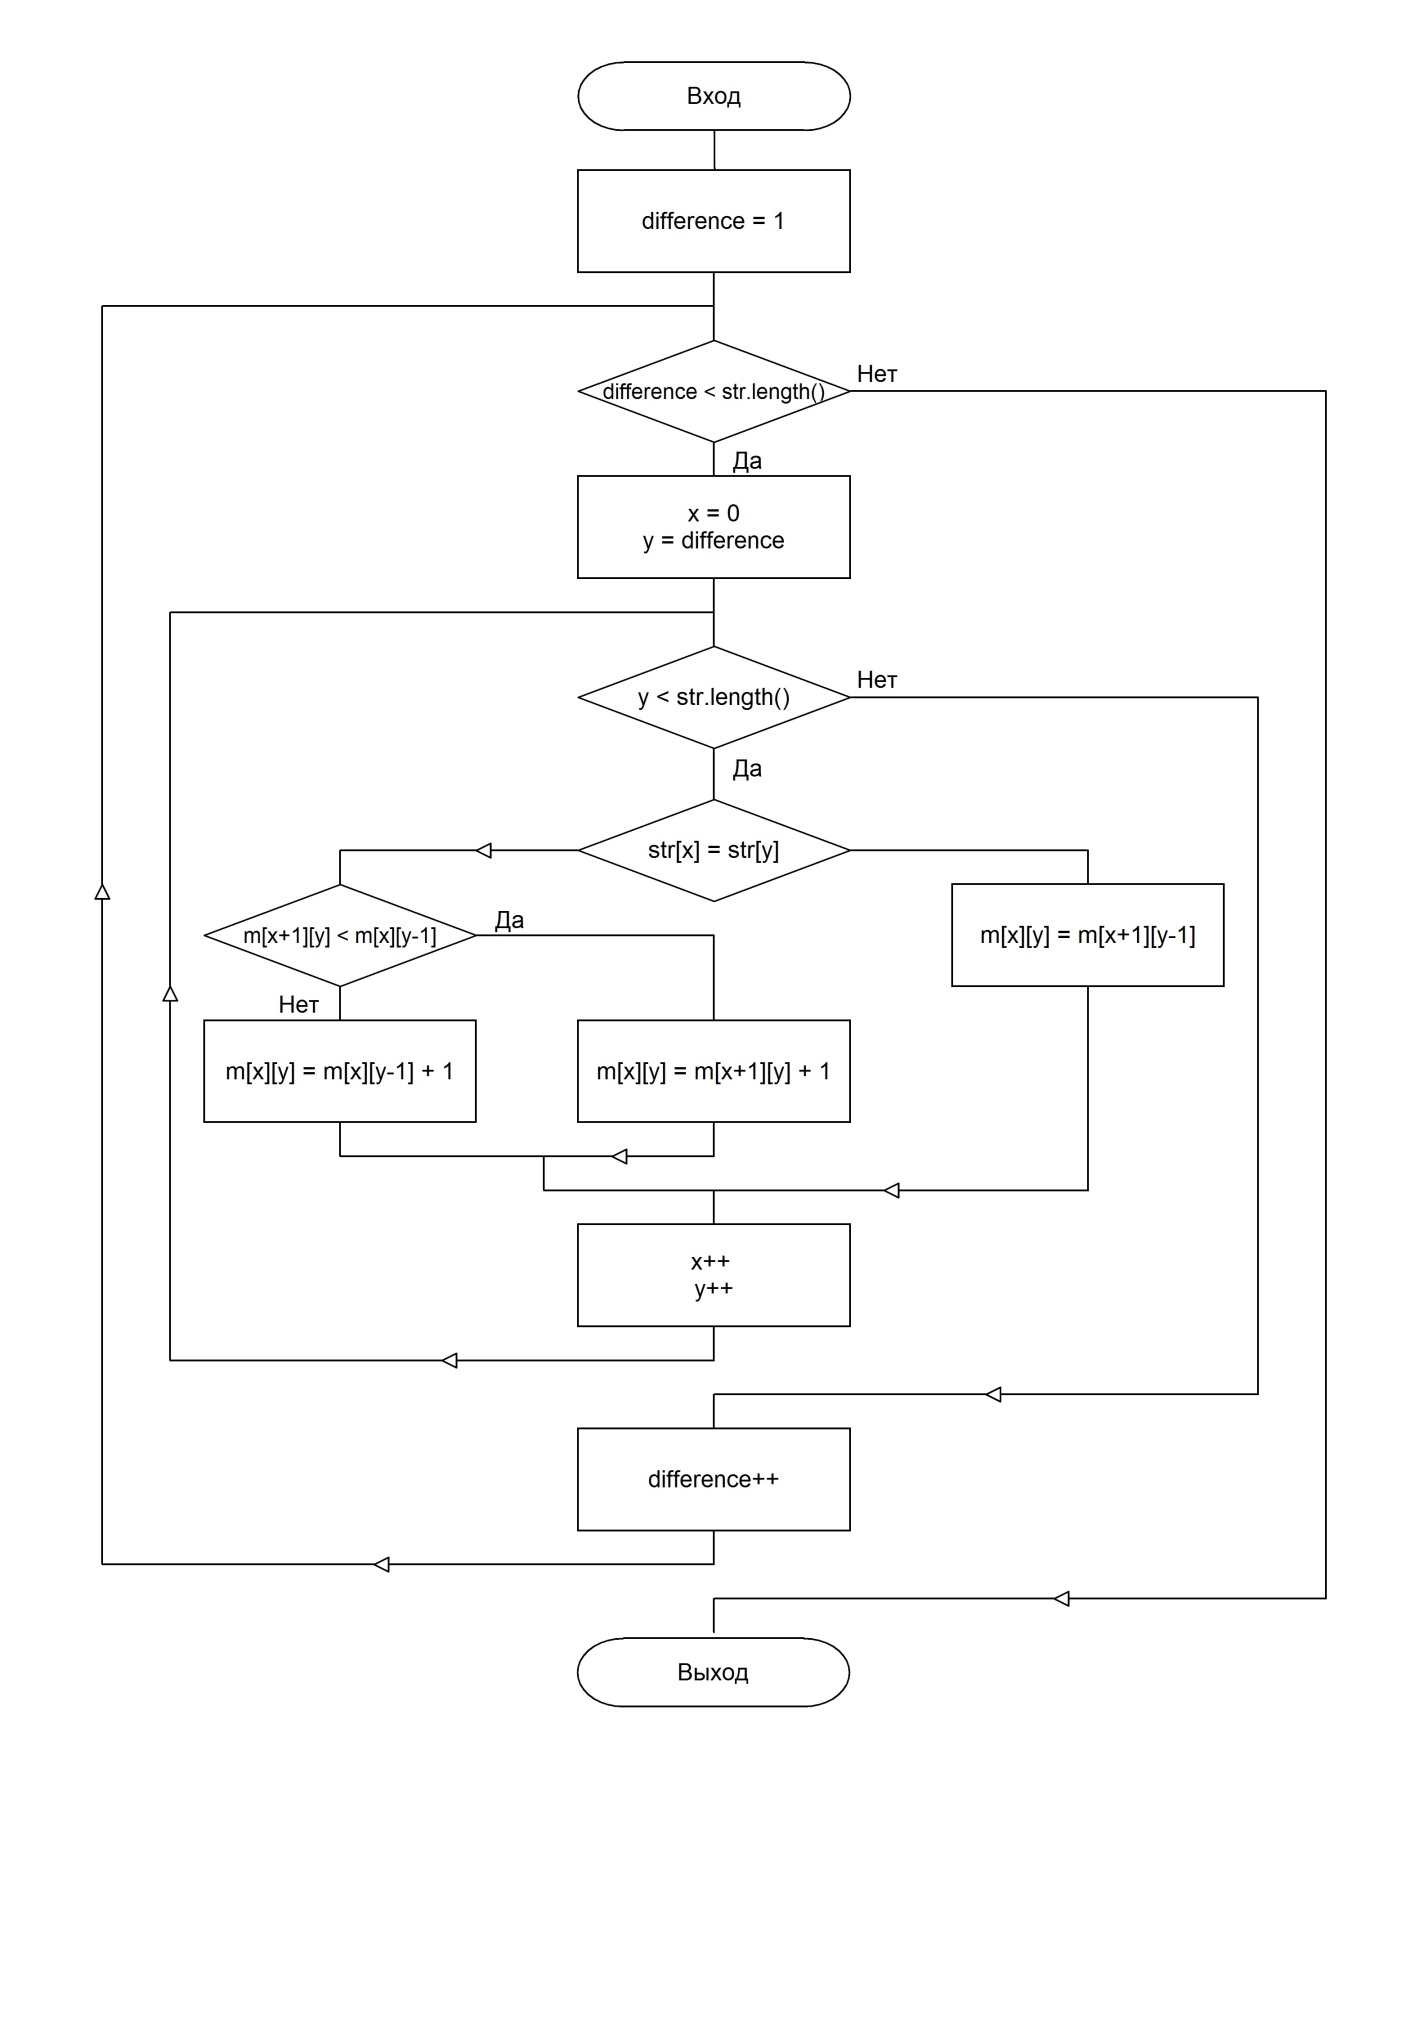 Вход
difference = 1
difference < str.length()
Нет
Да
x = 0
y = difference
y < str.length()
Нет
Да
str[x] = str[y]
m[x+1][y] < m[x][y-1]
Да
m[x][y] = m[x+1][y-1]
Нет
m[x][y] = m[x][y-1] + 1
m[x][y] = m[x+1][y] + 1
x++
y++
difference++
Выход